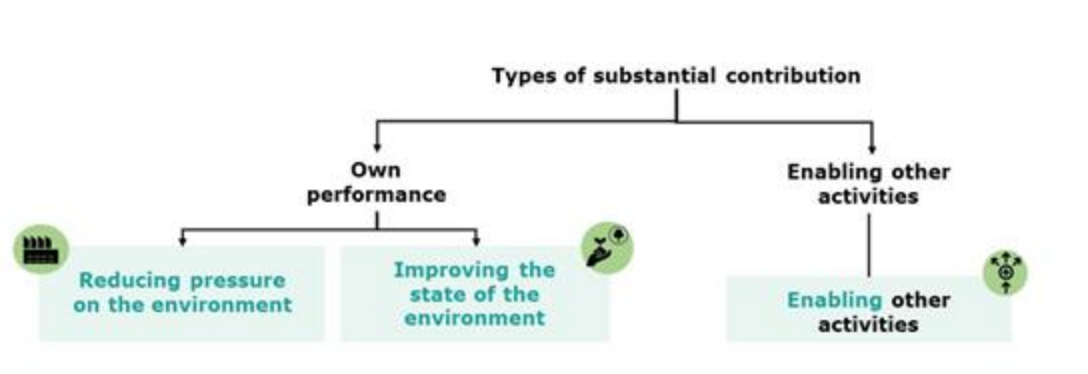 Types of substantial contribution
Own
performance
Enabling other
activities
Reducing pressure
on the environment
Improving the
state of the
environment
Enabling other
activities